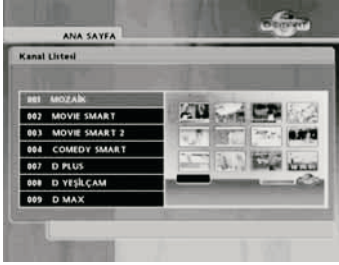 ANA SAYFA
Kanal Listesi
001 MOZAİK
002 MOVIE SMART
003 MOVIE SMART 2
004 COMEDY SMART
007 D PLUS
008 D YEŞİLÇAM
009 D MAX